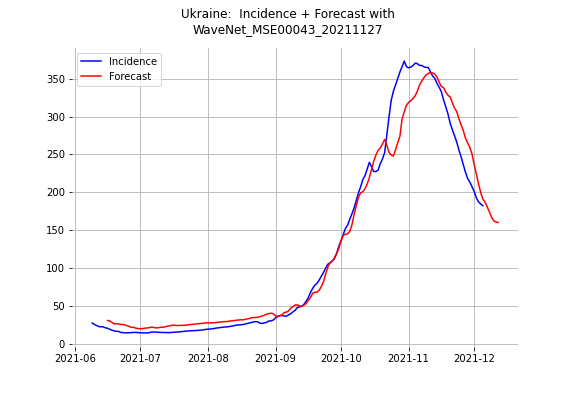 Ukraine:  Incidence + Forecast with
WaveNet_MSE00043_20211127
Incidence
Forecast
350
300
250
200
150
100
50
0
2021-06 2021-07 2021-08 2021-09 2021-10 2021-11 2021-12